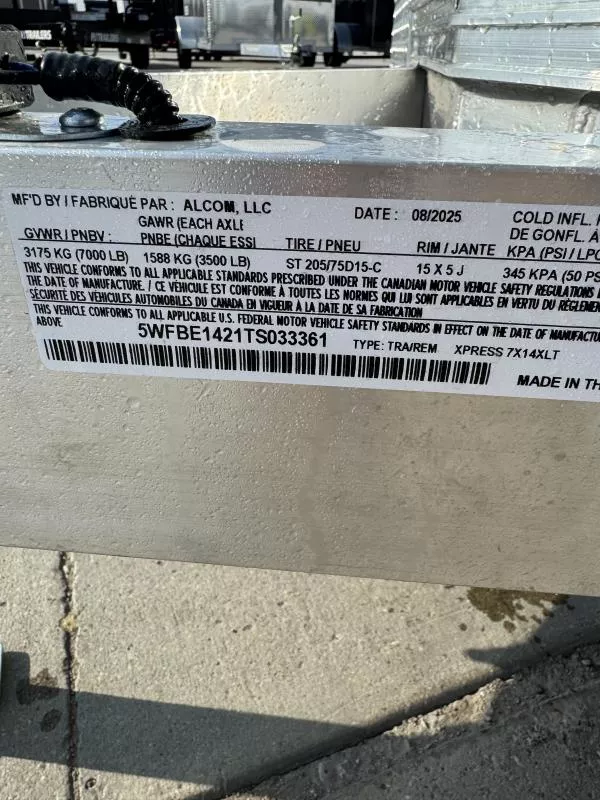 MF'D BY / FABRIQUÉ PAR : ALCOM, LLC DATE : 08/2025 COLD INFL.
GVWR / PNBV : GAWR (EACH AXLE PNBE (CHAQUE ESSI TIRE / PNEU RIM / JANTE DE GONFL. KPA (PSI / LPC
3175 KG (7000 LB) 1588 KG (3500 LB) ST 205/75D15-C 15 X 5 J 345 KPA (50 PS
THIS VEHICLE CONFORMS TO ALL APPLICABLE STANDARDS PRESCRIBED UNDER THE CANADIAN MOTOR VEHICLE SAFETY REGULATIONS
THE DATE OF MANUFACTURE. / CE VÉHICULE EST CONFORME À TOUTES LES NORMES QUI LUI SONT APPLICABLES EN VERTU DU RÈGLEMEN
SÉCURITÉ DES VÉHICULES AUTOMOBILES DU CANADA EN VIGUEUR À LA DATE DE SA FABRICATION
THIS VEHICLE CONFORMS TO ALL APPLICABLE U.S. FEDERAL MOTOR VEHICLE SAFETY STANDARDS IN EFFECT ON THE DATE OF MANUFACTU
ABOVE. 5WFBE1421TS033361 TYPE: TRA/REM XPRESS 7X14XLT
MADE IN TH